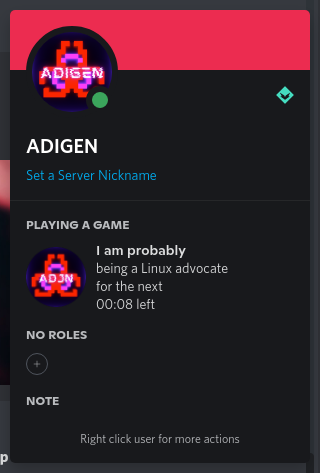 ADIGEN
ADIGEN
Set a Server Nickname
PLAYING A GAME
ADJN
I am probably
being a Linux advocate
for the next
00:08 left
NO ROLES
+
NOTE
p
Right click user for more actions